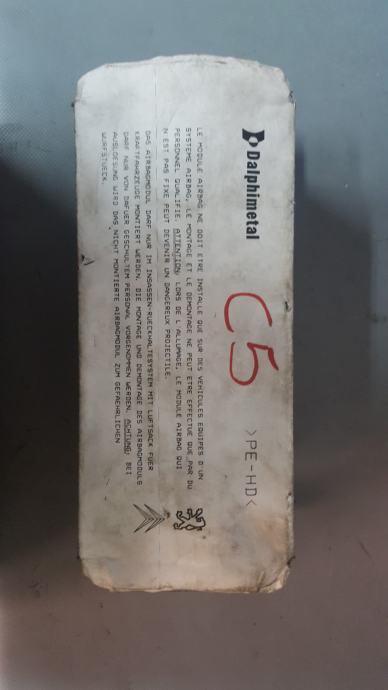 Dalphimetal
C5
>PE-HD<
LE MODULE AIRBAG NE DOIT ETRE INSTALLE QUE SUR DES VEHICULES EQUIPES D UN
SYSTEME AIRBAG. LE MONTAGE ET LE DEMONTAGE NE PEUT ETRE EFFECTUE QUE PAR DU
PERSONNEL QUALIFIE. ATTENTION: LORS DE L ALLUMAGE, LE MODULE AIRBAG QUI
N EST PAS FIXE PEUT DEVENIR UN DANGEREUX PROJECTILE.
DAS AIRBAGMODUL DARF NUR IM INSASSEN-RUECKHALTESYSTEM MIT LUFTSACK FUER
KRAFTFAHRZEUGE MONTIERT WERDEN. DIE MONTAGE UND DEMONTAGE DES AIRBAGMODULS
DARF NUR VON DAFUER GESCHULTEM PERSONAL VORGENOMMEN WERDEN. ACHTUNG: BEI
AUSLOESUNG WIRD DAS NICHT MONTIERTE AIRBAGMODUL ZUM GEFAEHRLICHEN
WURFSTUECK.